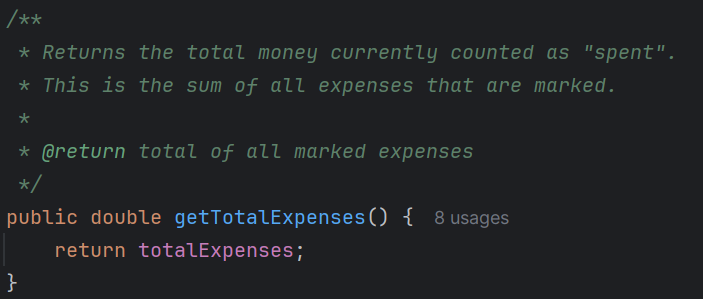 /**
 * Returns the total money currently counted as "spent".
 * This is the sum of all expenses that are marked.
 *
 * @return total of all marked expenses
 */
public double getTotalExpenses() { 8 usages
    return totalExpenses;
}